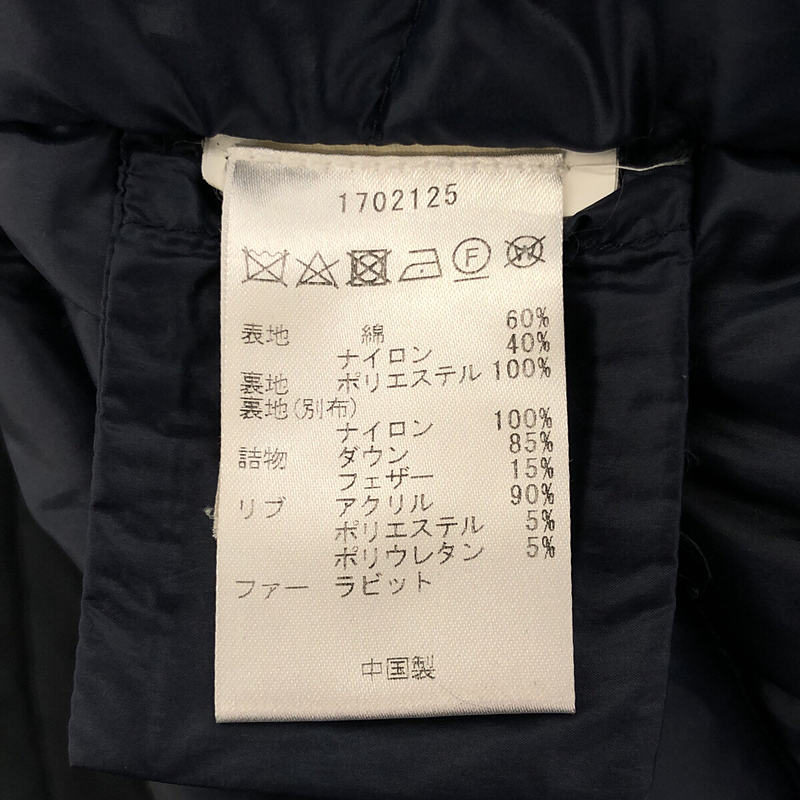 1702125
F W
表地 綿 60%
ナイロン 40%
裏地 ポリエステル 100%
裏地(別布)
ナイロン 100%
詰物 ダウン 85%
フェザー 15%
リブ アクリル 90%
ポリエステル 5%
ポリウレタン 5%
ファー ラビット
中国製